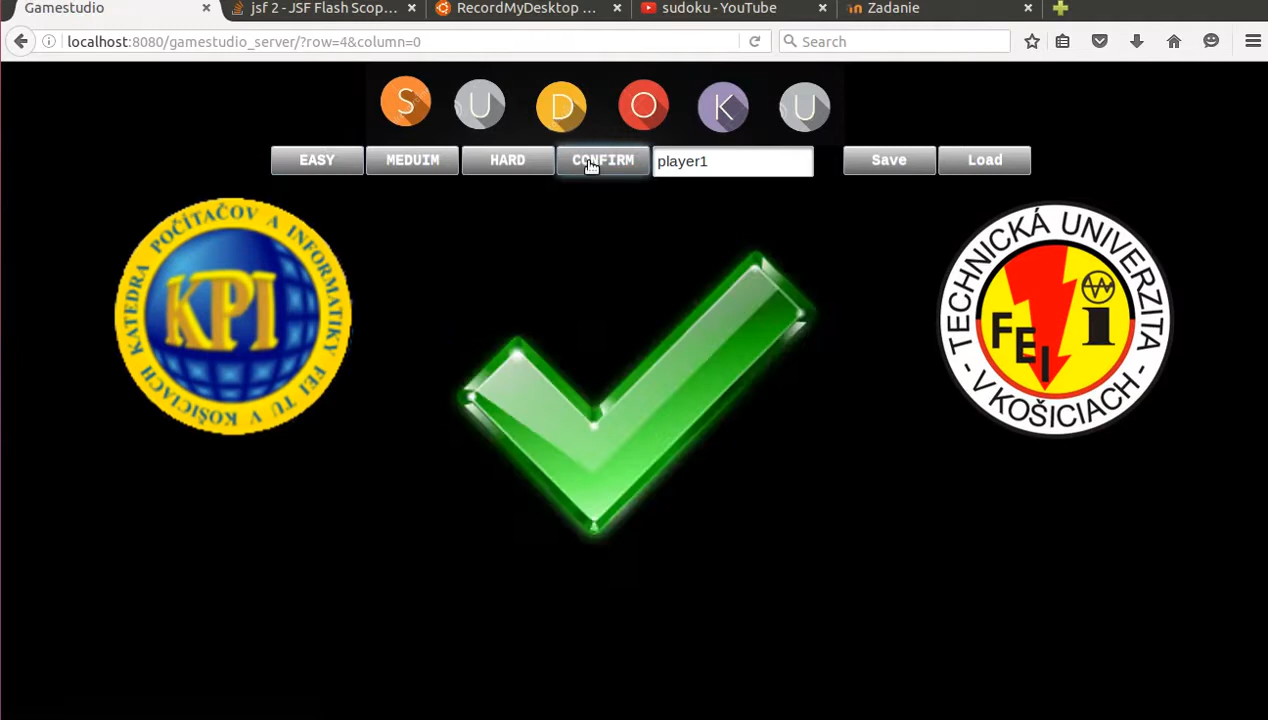 Gamestudio
jsf 2 - JSF Flash Scop...
RecordMyDesktop ...
sudoku - YouTube
Zadanie
localhost:8080/gamestudio_server/?row=4&column=0
Search
S U D O K U
EASY
MEDUIM
HARD
CONFIRM
player1
Save
Load
KATEDRA POČÍTAČOV A INFORMATIKY FEI TU V KOŠICIACH
KPI
TECHNICKÁ UNIVERZITA
- V KOŠICIACH -
FEI
i